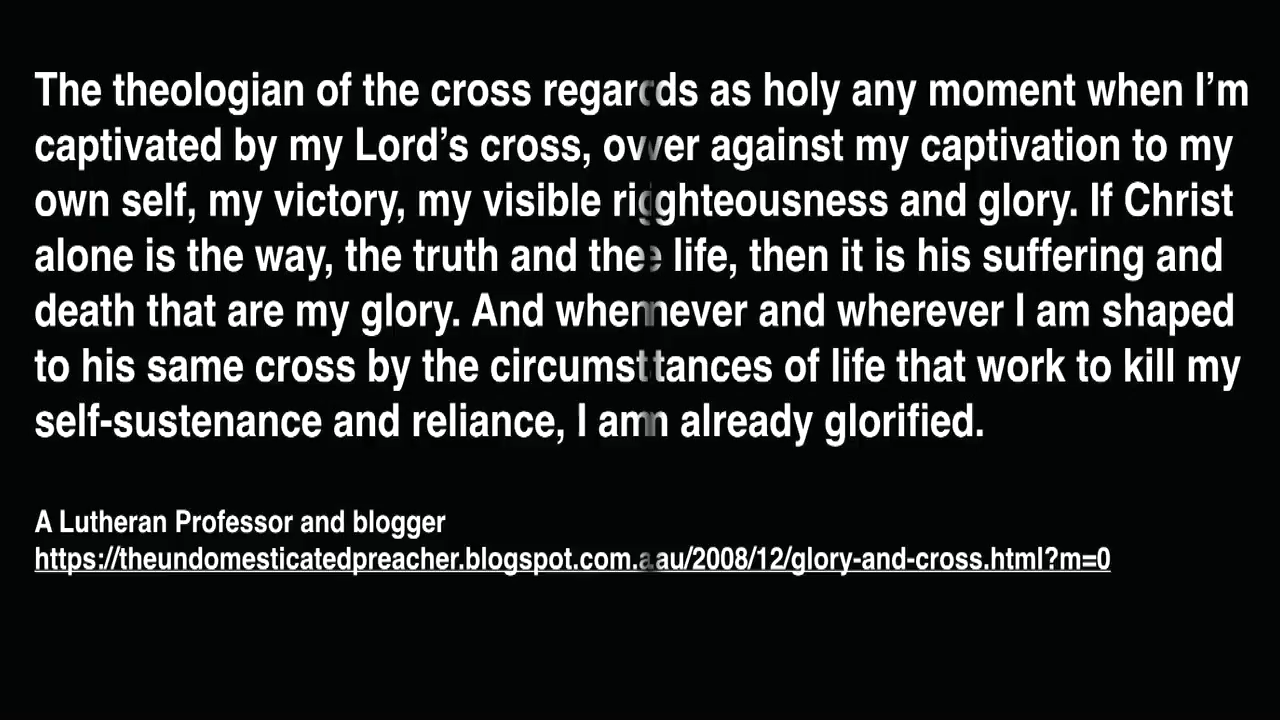 The theologian of the cross regards as holy any moment when I’m
captivated by my Lord’s cross, over against my captivation to my
own self, my victory, my visible righteousness and glory. If Christ
alone is the way, the truth and the life, then it is his suffering and
death that are my glory. And whenever and wherever I am shaped
to his same cross by the circumstances of life that work to kill my
self-sustenance and reliance, I am already glorified.
A Lutheran Professor and blogger
https://theundomesticatedpreacher.blogspot.com.au/2008/12/glory-and-cross.html?m=0